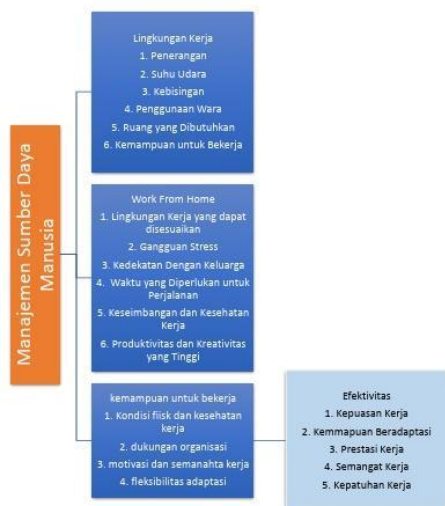 Manajemen Sumber Daya
Manusia
Lingkungan Kerja
1. Penerangan
2. Suhu Udara
3. Kebisingan
4. Penggunaan Wara
5. Ruang yang Dibutuhkan
6. Kemampuan untuk Bekerja
Work From Home
1. Lingkungan Kerja yang dapat
disesuaikan
2. Gangguan Stress
3. Kedekatan Dengan Keluarga
4. Waktu yang Diperlukan untuk
Perjalanan
5. Keseimbangan dan Kesehatan
Kerja
6. Produktivitas dan Kreativitas
yang Tinggi
kemampuan untuk bekerja
1. Kondisi fiisk dan kesehatan
kerja
2. dukungan organisasi
3. motivasi dan semanahta kerja
4. fleksibilitas adaptasi
Efektivitas
1. Kepuasan Kerja
2. Kemmapuan Beradaptasi
3. Prestasi Kerja
4. Semangat Kerja
5. Kepatuhan Kerja